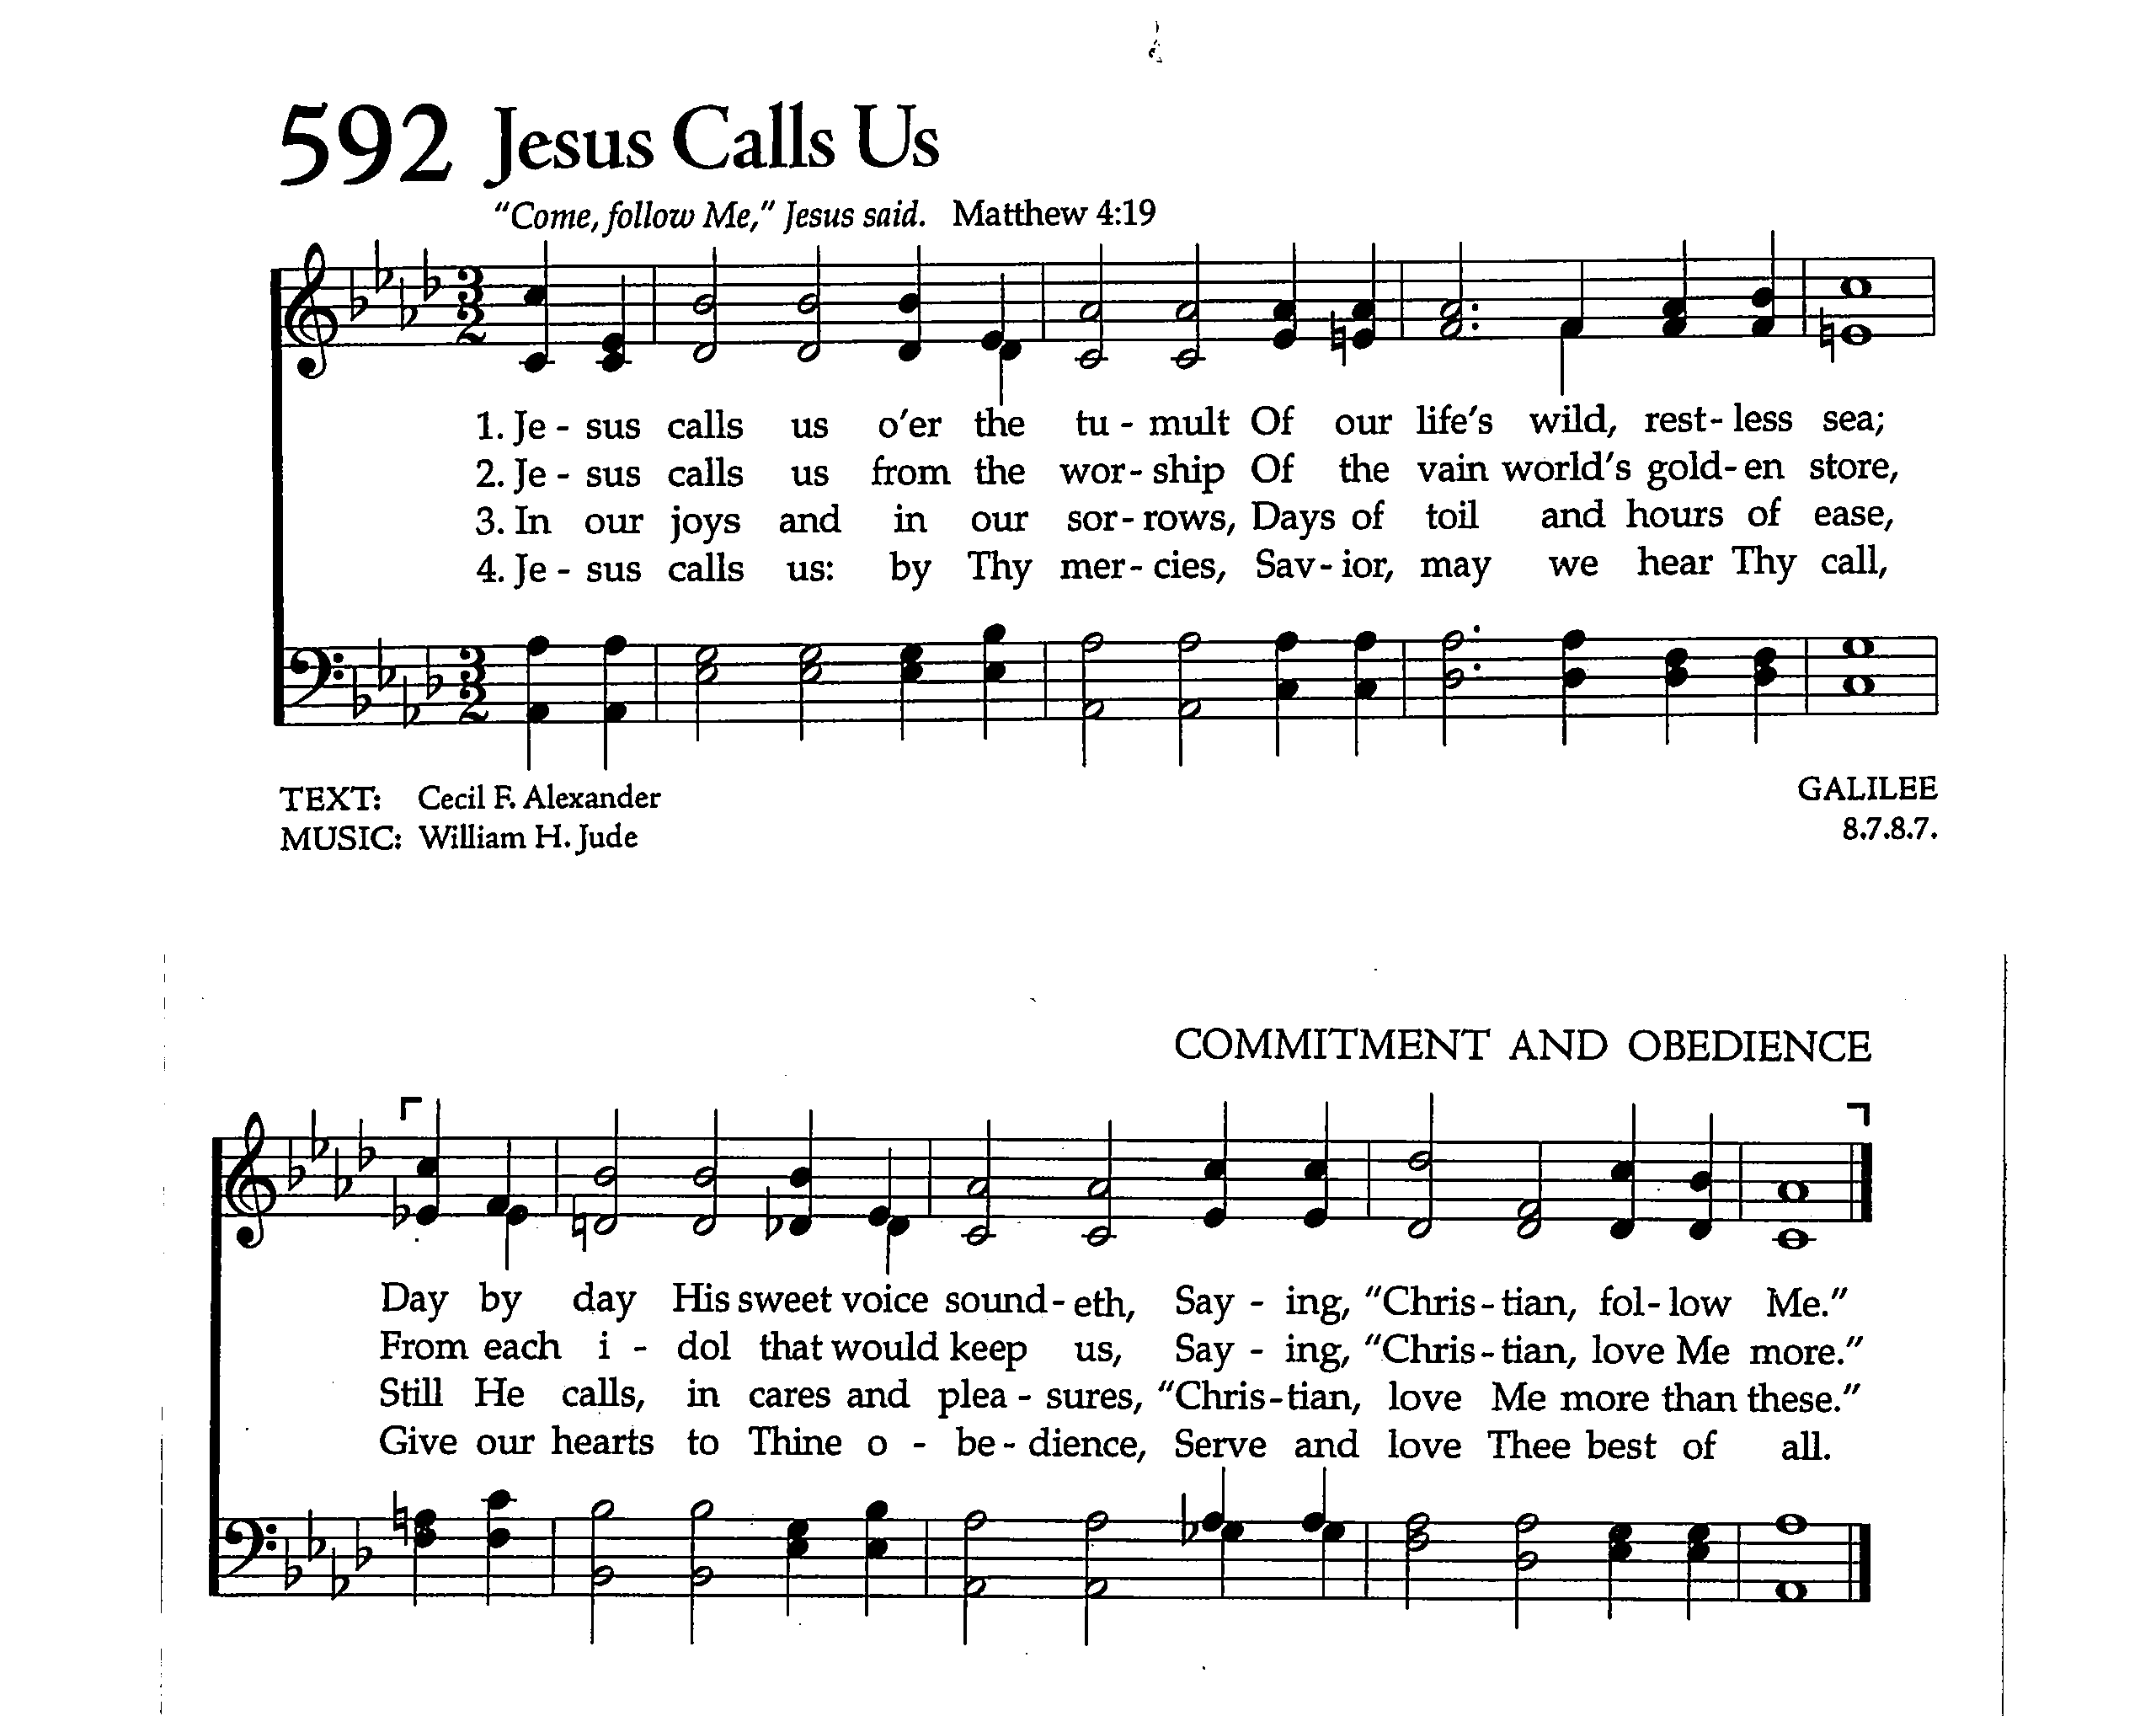 592 Jesus Calls Us
“Come, follow Me,” Jesus said. Matthew 4:19
1. Je - sus calls us o’er the tu - mult Of our life’s wild, rest - less sea;
2. Je - sus calls us from the wor - ship Of the vain world’s gold - en store,
3. In our joys and in our sor - rows, Days of toil and hours of ease,
4. Je - sus calls us: by Thy mer - cies, Sav - ior, may we hear Thy call,
TEXT: Cecil F. Alexander
MUSIC: William H. Jude
GALILEE
8.7.8.7.
COMMITMENT AND OBEDIENCE
Day by day His sweet voice sound - eth, Say - ing, “Chris - tian, fol - low Me.”
From each i - dol that would keep us, Say - ing, “Chris - tian, love Me more.”
Still He calls, in cares and plea - sures, “Chris - tian, love Me more than these.”
Give our hearts to Thine o - be - dience, Serve and love Thee best of all.